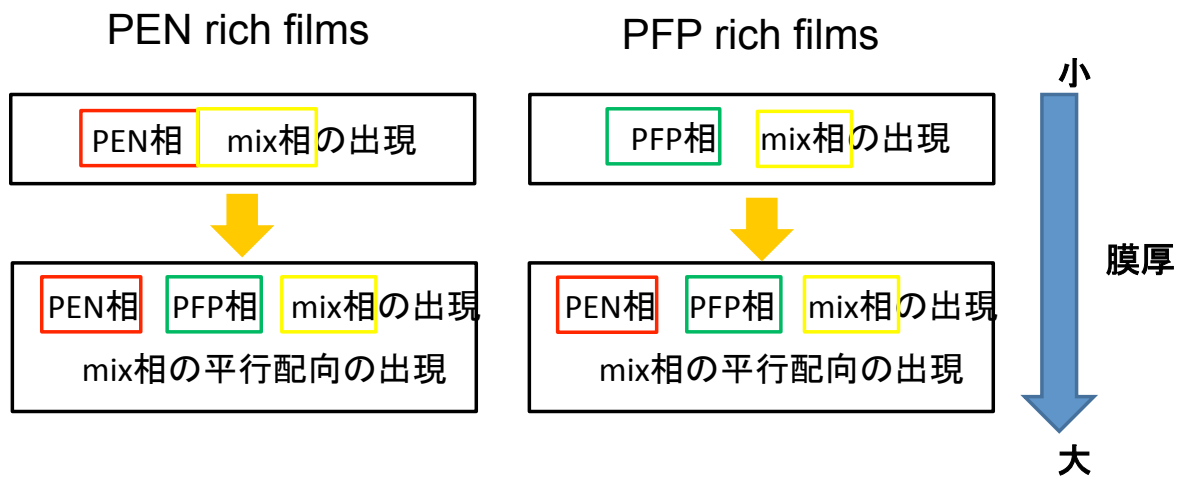 PEN rich films
PEN相 mix相の出現
PEN相 PFP相 mix相の出現
mix相の平行配向の出現
PFP rich films
PFP相 mix相の出現
PEN相 PFP相 mix相の出現
mix相の平行配向の出現
小
膜厚
大